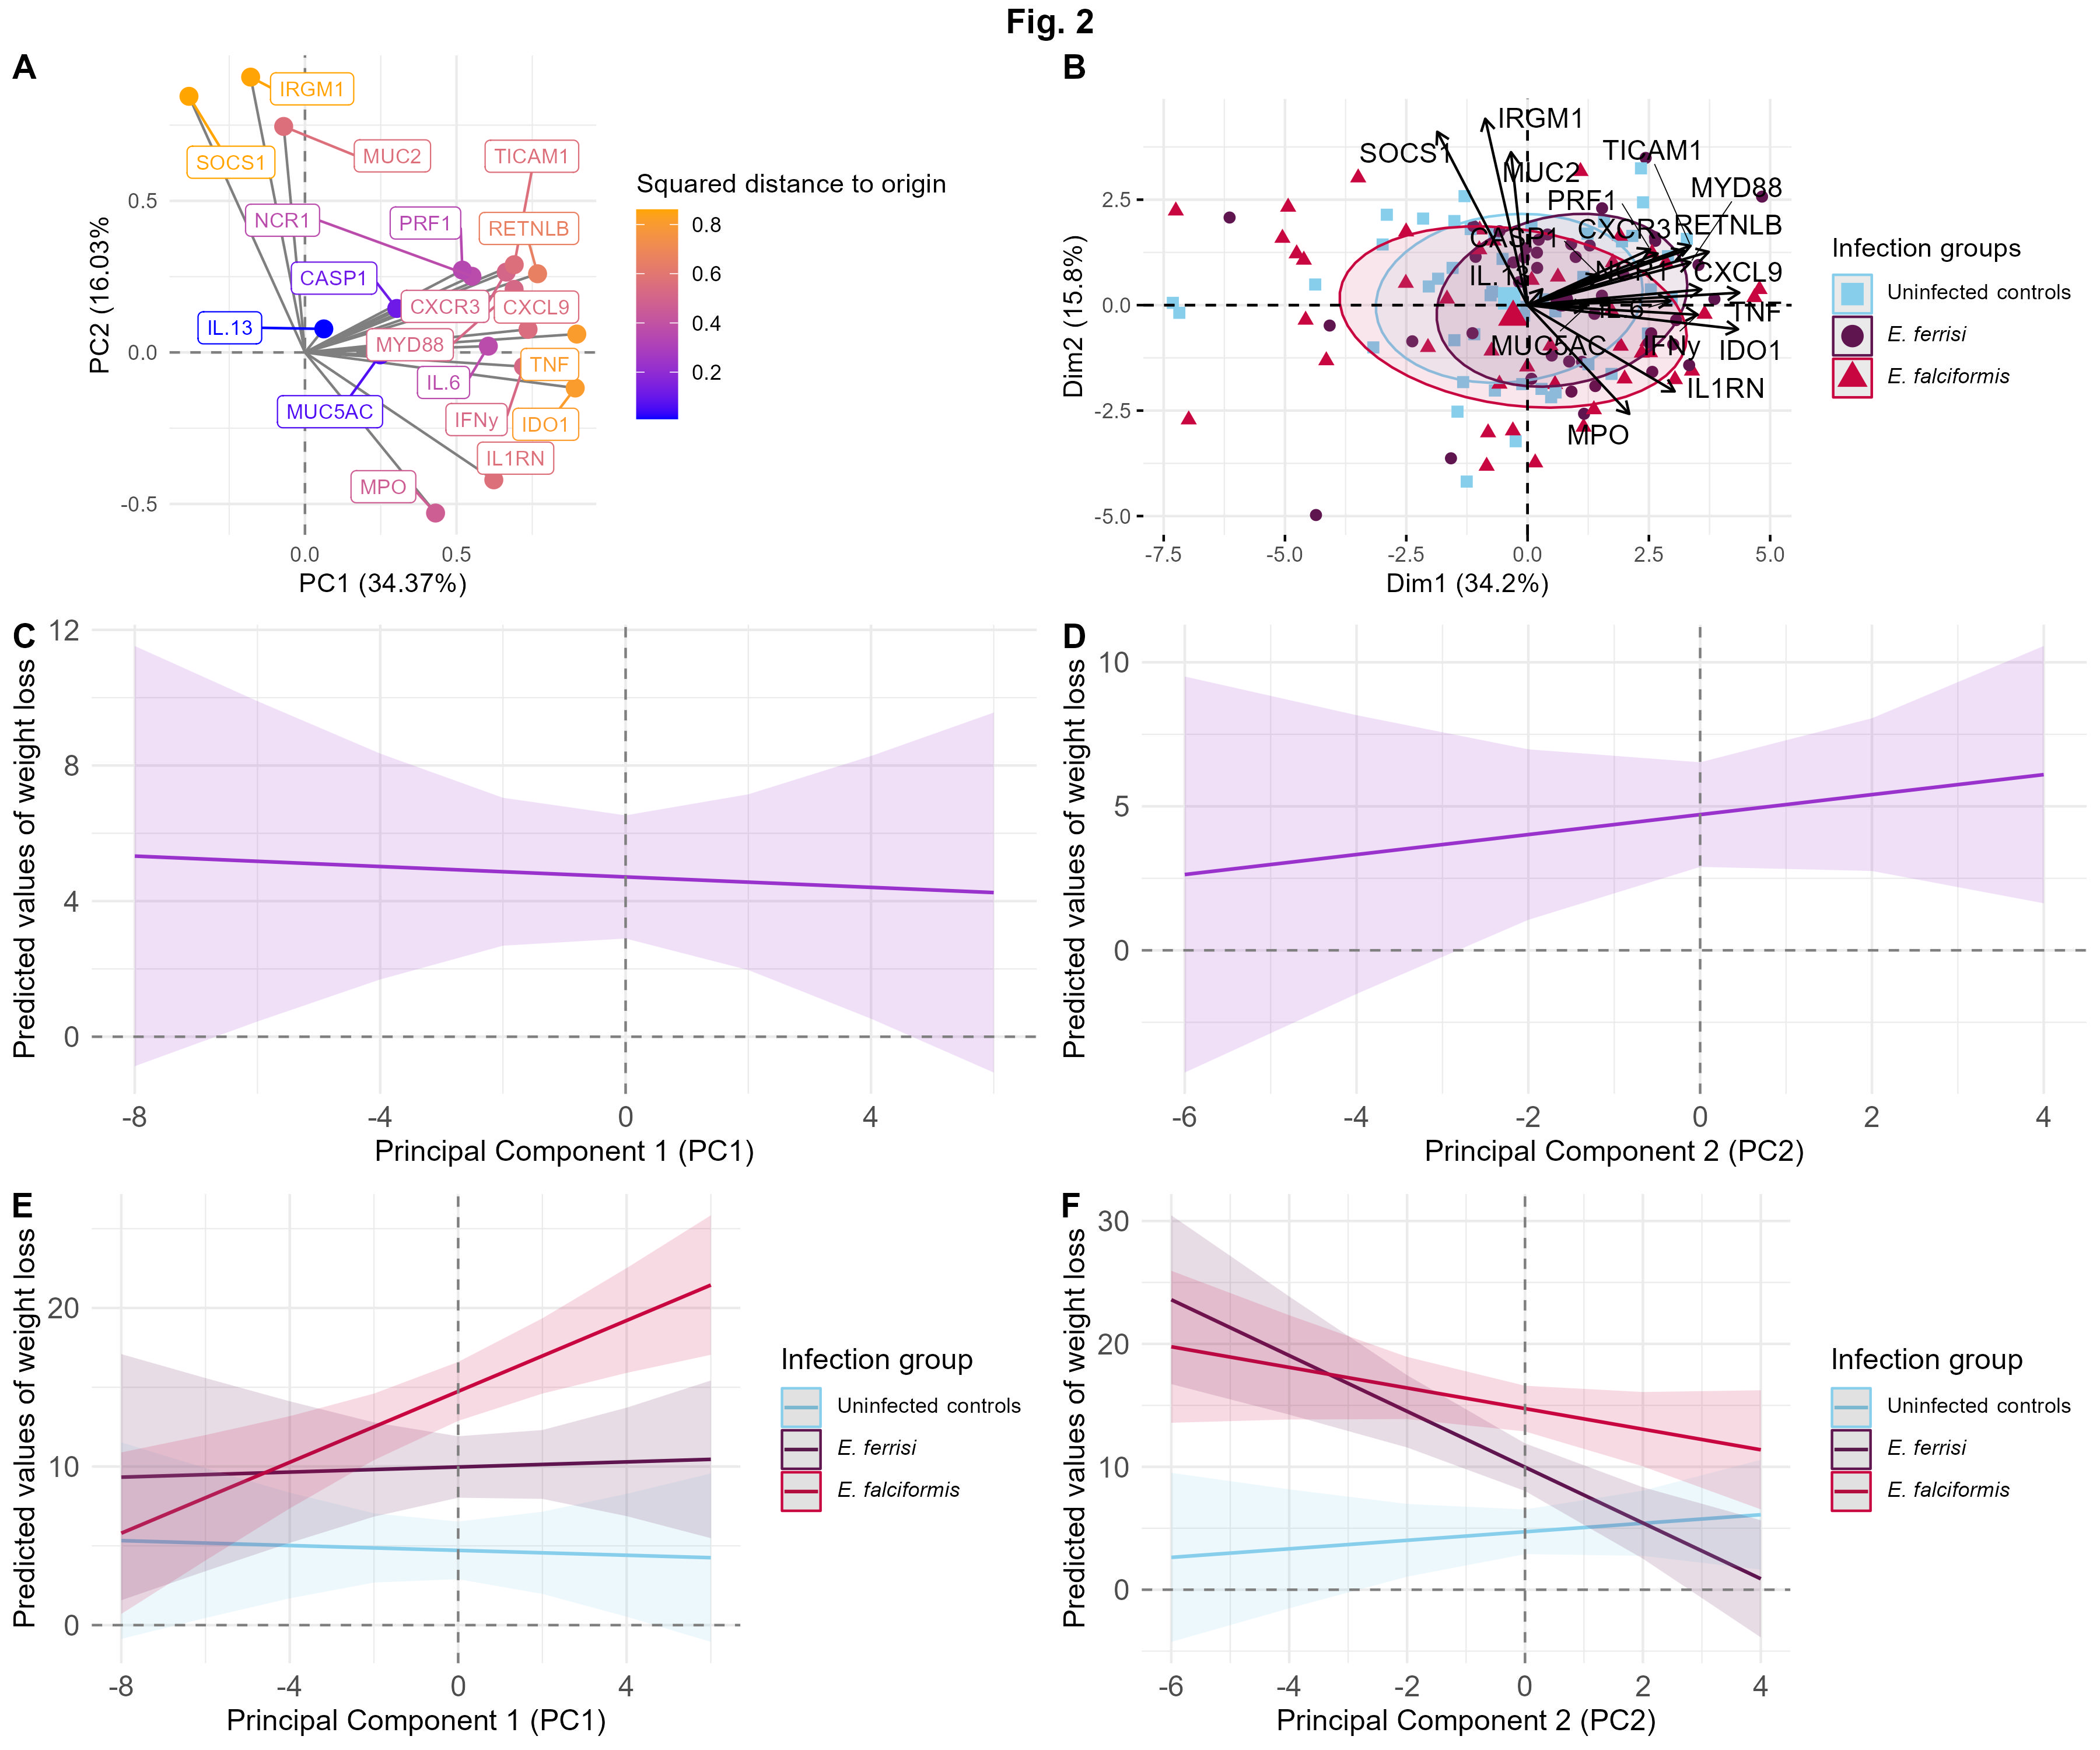 Fig. 2
A
IRGM1
SOCS1
MUC2
TICAM1
NCR1
PRF1
RETNLB
CASP1
CXCR3
CXCL9
IL.13
MYD88
TNF
IL.6
MUC5AC
IFNy
IDO1
IL1RN
MPO
0.5
0.0
-0.5
0.0
0.5
PC2 (16.03%)
PC1 (34.37%)
Squared distance to origin
0.8
0.6
0.4
0.2
B
IRGM1
SOCS1
TICAM1
MUC2
MYD88
PRF1
CXCR3
RETNLB
CASP1
NCR1
CXCL9
IL.13
IL.6
TNF
MUC5AC
IFNy
IDO1
IL1RN
MPO
2.5
0.0
-2.5
-5.0
-7.5
-5.0
-2.5
0.0
2.5
5.0
Dim2 (15.8%)
Dim1 (34.2%)
Infection groups
Uninfected controls
E. ferrisi
E. falciformis
C
12
8
4
0
-8
-4
0
4
Predicted values of weight loss
Principal Component 1 (PC1)
D
10
5
0
-6
-4
-2
0
2
4
Predicted values of weight loss
Principal Component 2 (PC2)
E
20
10
0
-8
-4
0
4
Predicted values of weight loss
Principal Component 1 (PC1)
Infection group
Uninfected controls
E. ferrisi
E. falciformis
F
30
20
10
0
-6
-4
-2
0
2
4
Predicted values of weight loss
Principal Component 2 (PC2)
Infection group
Uninfected controls
E. ferrisi
E. falciformis